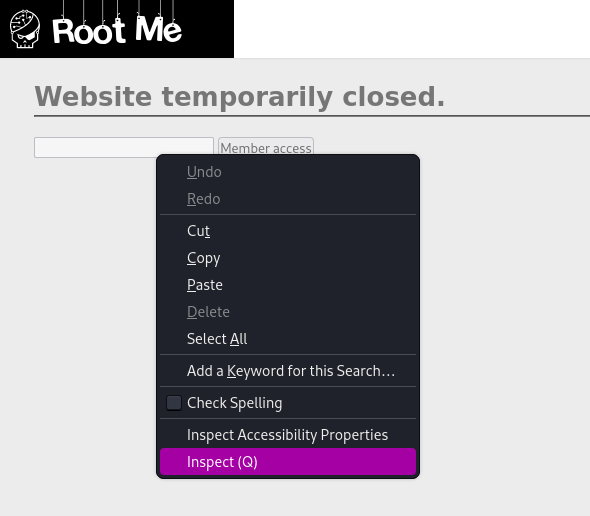 Root Me
Website temporarily closed.
Member access
Undo
Redo
Cut
Copy
Paste
Delete
Select All
Add a Keyword for this Search...
Check Spelling
Inspect Accessibility Properties
Inspect (Q)